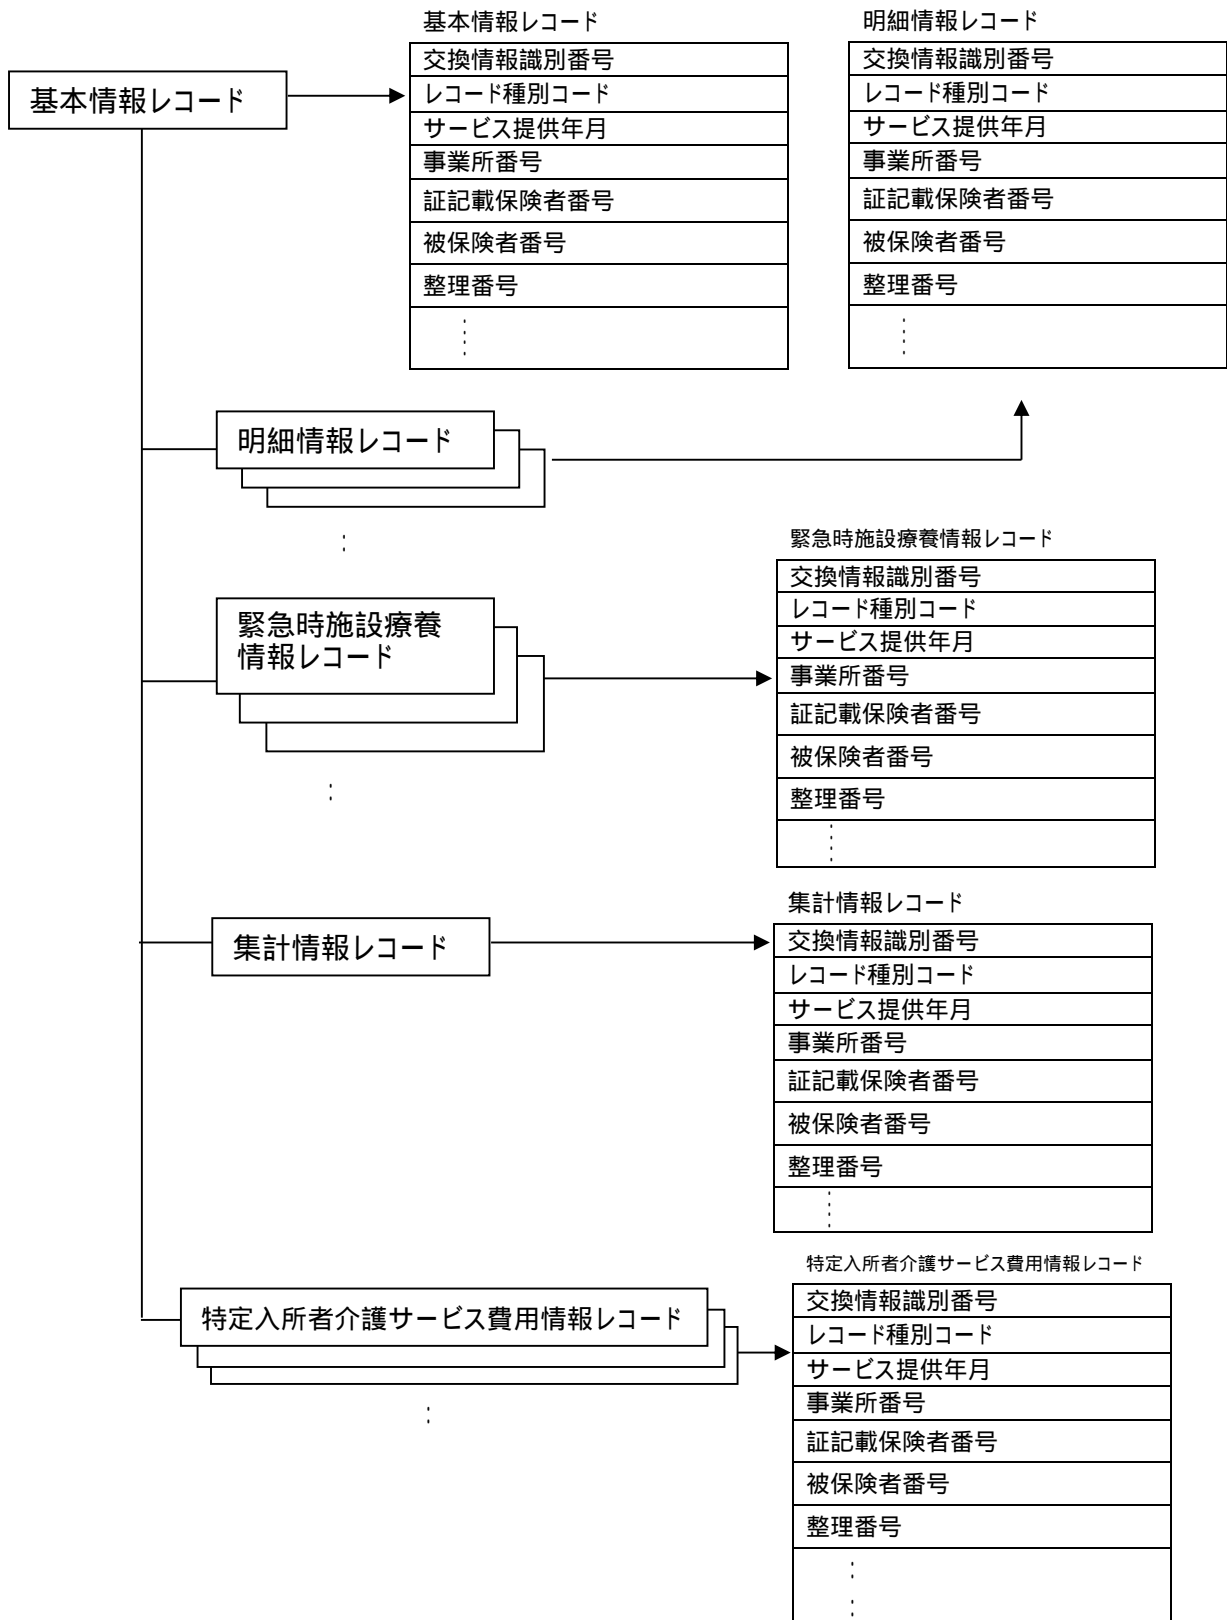 基本情報レコード
基本情報レコード
交換情報識別番号
レコード種別コード
サービス提供年月
事業所番号
証記載保険者番号
被保険者番号
整理番号
明細情報レコード
交換情報識別番号
レコード種別コード
サービス提供年月
事業所番号
証記載保険者番号
被保険者番号
整理番号
明細情報レコード
緊急時施設療養
情報レコード
緊急時施設療養情報レコード
交換情報識別番号
レコード種別コード
サービス提供年月
事業所番号
証記載保険者番号
被保険者番号
整理番号
集計情報レコード
集計情報レコード
交換情報識別番号
レコード種別コード
サービス提供年月
事業所番号
証記載保険者番号
被保険者番号
整理番号
特定入所者介護サービス費用情報レコード
特定入所者介護サービス費用情報レコード
交換情報識別番号
レコード種別コード
サービス提供年月
事業所番号
証記載保険者番号
被保険者番号
整理番号